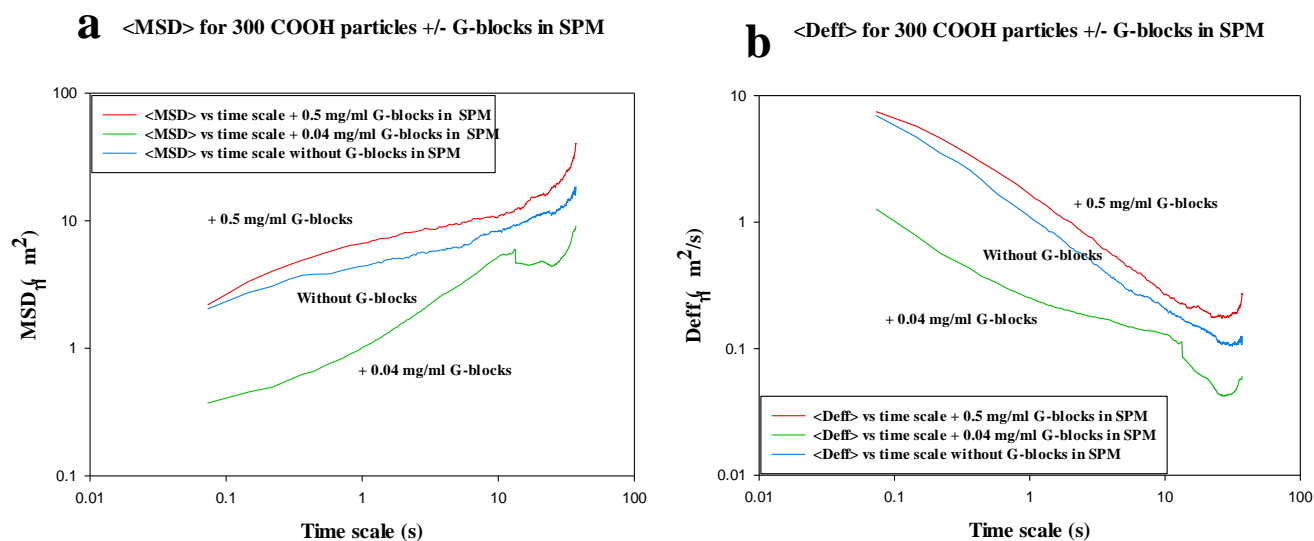 a <MSD> for 300 COOH particles +/- G-blocks in SPM
100
<MSD> vs time scale + 0.5 mg/ml G-blocks in SPM
<MSD> vs time scale + 0.04 mg/ml G-blocks in SPM
<MSD> vs time scale without G-blocks in SPM
+ 0.5 mg/ml G-blocks
10
Without G-blocks
1
+ 0.04 mg/ml G-blocks
0.1
0.01 0.1 1 10 100
Time scale (s)
MSD ( m²)
b <Deff> for 300 COOH particles +/- G-blocks in SPM
10
+ 0.5 mg/ml G-blocks
1
Without G-blocks
+ 0.04 mg/ml G-blocks
0.1
<Deff> vs time scale + 0.5 mg/ml G-blocks in SPM
<Deff> vs time scale + 0.04 mg/ml G-blocks in SPM
<Deff> vs time scale without G-blocks in SPM
0.01
0.01 0.1 1 10 100
Time scale (s)
Deff ( m²/s)